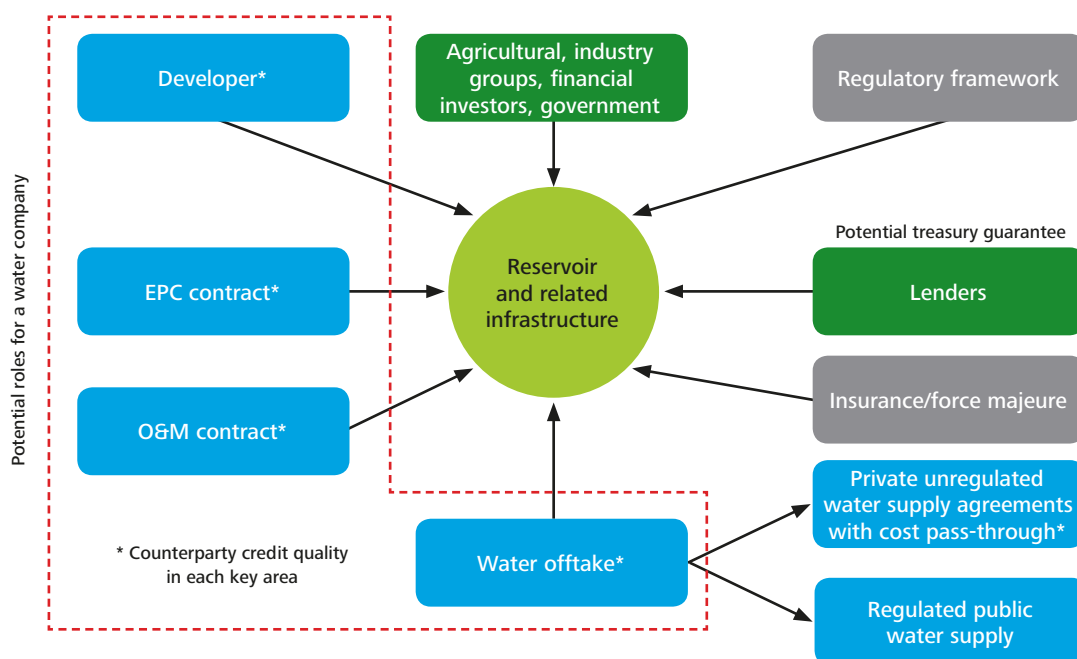 Developer*
Agricultural, industry
groups, financial
investors, government
Regulatory framework
Potential roles for a water company
Potential treasury guarantee
EPC contract*
Reservoir
and related
infrastructure
Lenders
O&M contract*
Insurance/force majeure
* Counterparty credit quality
in each key area
Water offtake*
Private unregulated
water supply agreements
with cost pass-through*
Regulated public
water supply